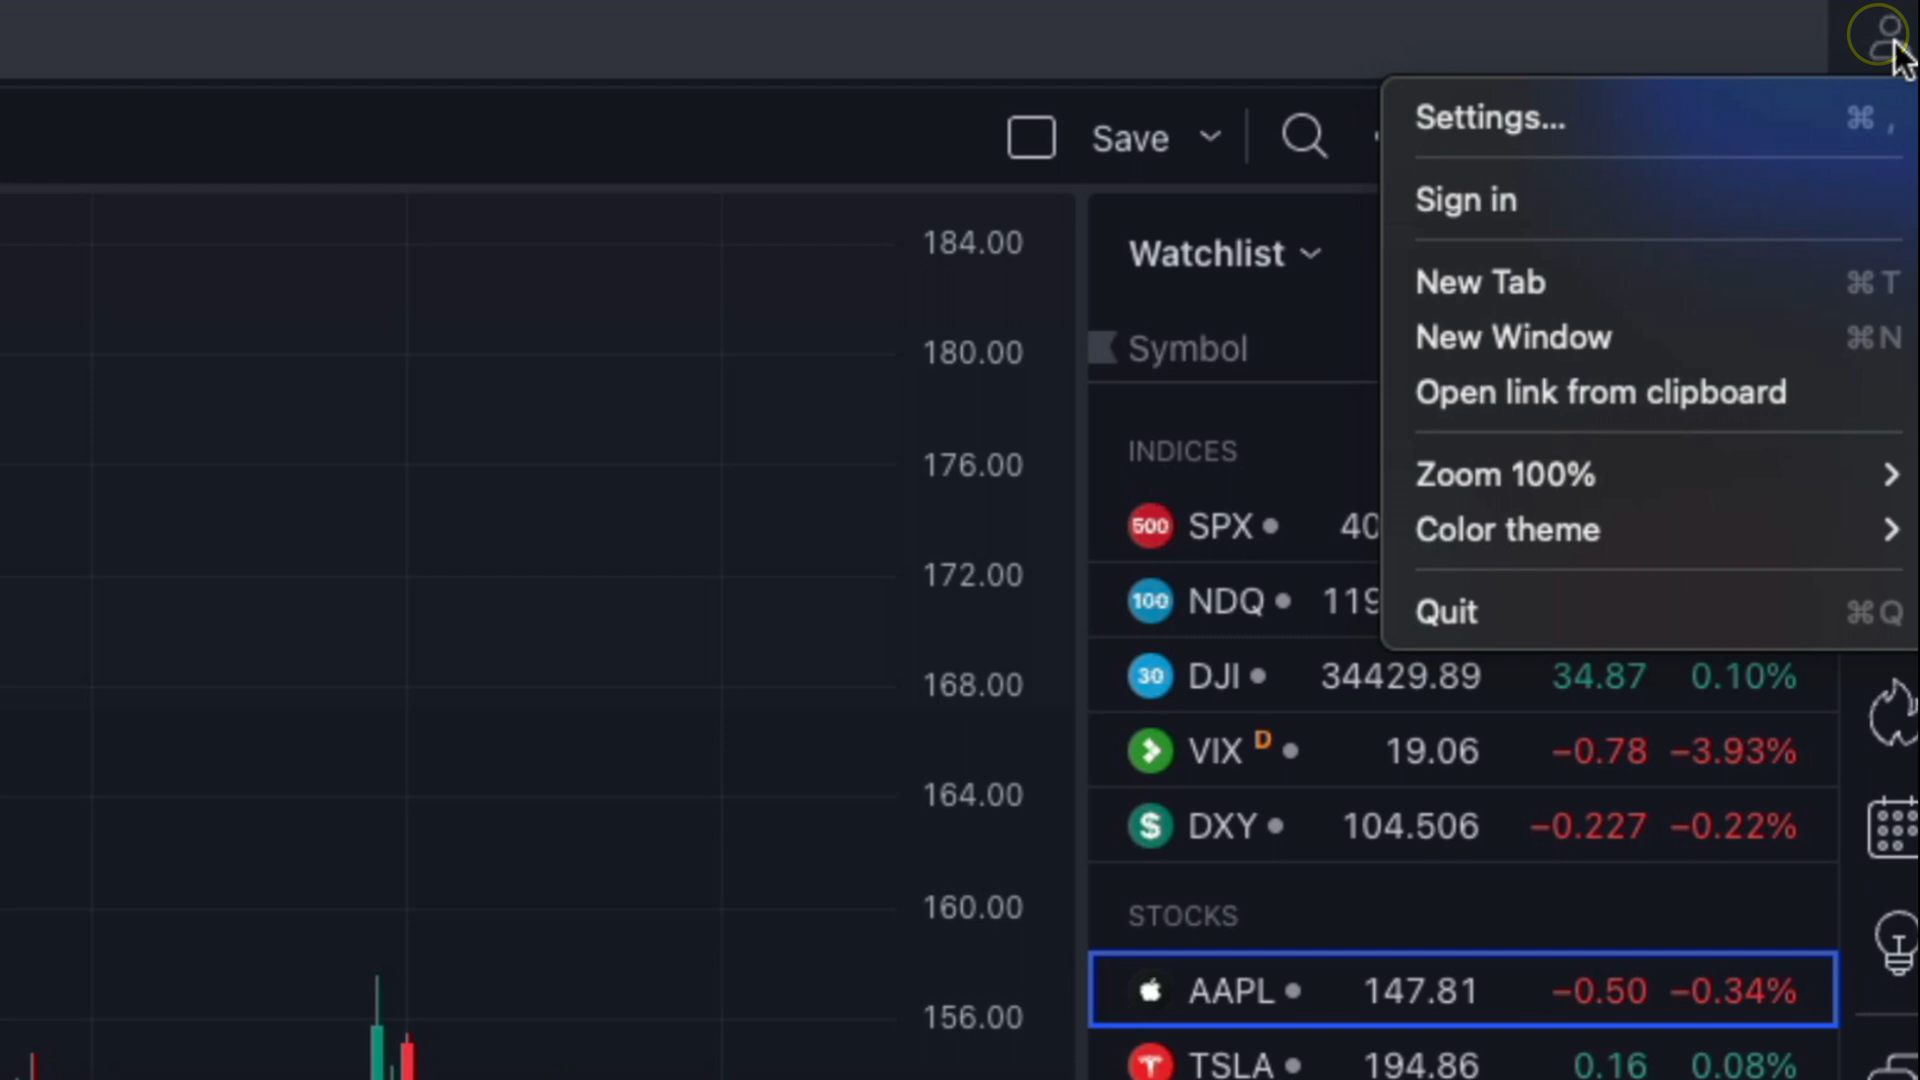 Settings... ⌘ ,
Save
Sign in
Watchlist
New Tab ⌘ T
New Window ⌘ N
Open link from clipboard
Symbol
INDICES
Zoom 100%
Color theme
500 SPX 40
100 NDQ 119
Quit ⌘ Q
30 DJI 34429.89 34.87 0.10%
VIX D 19.06 −0.78 −3.93%
$ DXY 104.506 −0.227 −0.22%
STOCKS
AAPL 147.81 −0.50 −0.34%
TSLA 194.86 0.16 0.08%
184.00
180.00
176.00
172.00
168.00
164.00
160.00
156.00